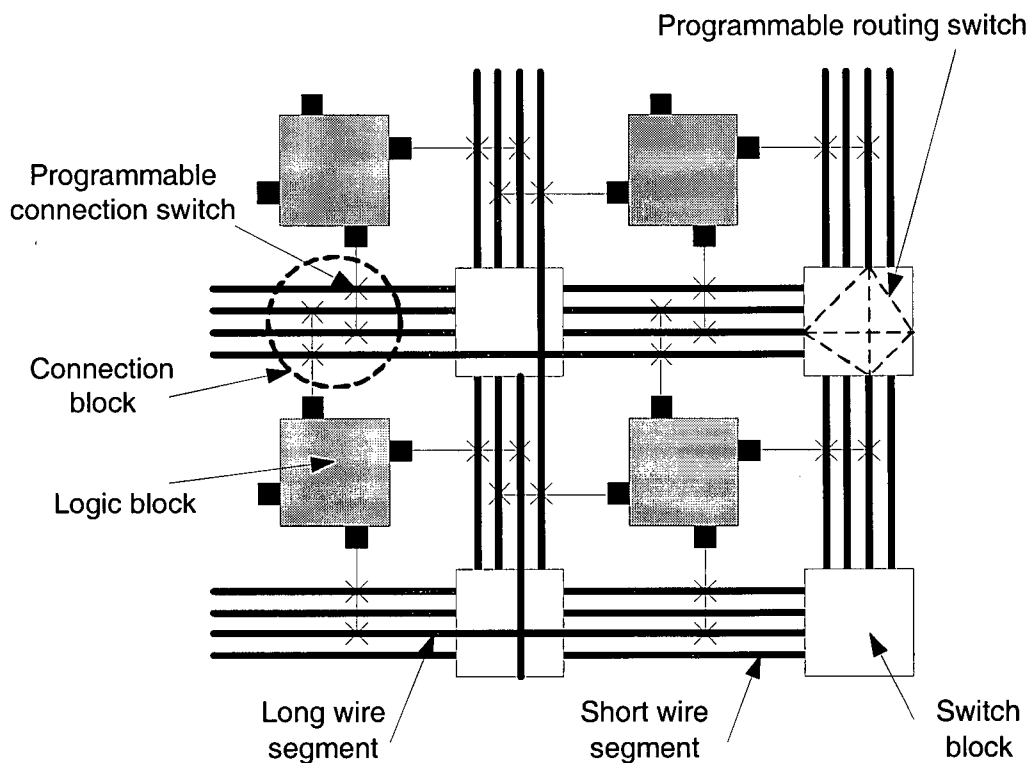 Programmable routing switch
Programmable
connection switch
Connection
block
Logic block
Long wire
segment
Short wire
segment
Switch
block